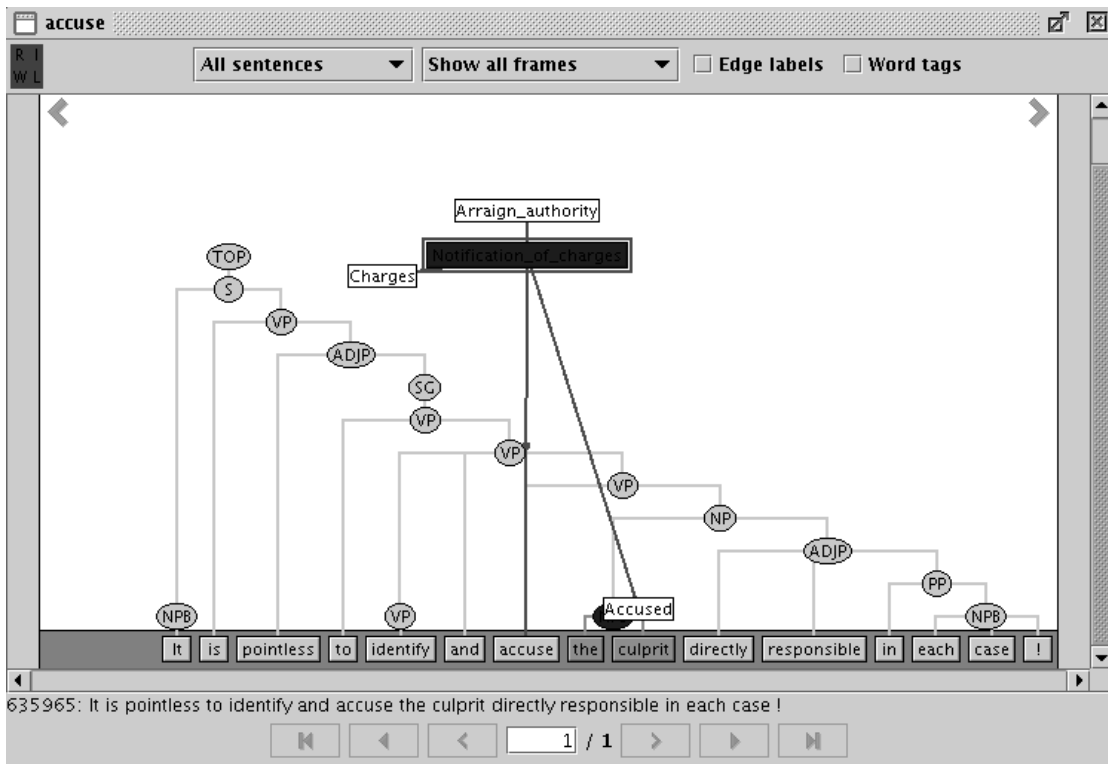 accuse
R I
W L
All sentences Show all frames Edge labels Word tags
Arraign_authority
Notification_of_charges
Charges
TOP
S
VP
ADJP
SG
VP
VP
VP
NP
ADJP
PP
NPB VP Accused NPB
It is pointless to identify and accuse the culprit directly responsible in each case !
635965: It is pointless to identify and accuse the culprit directly responsible in each case !
1 / 1